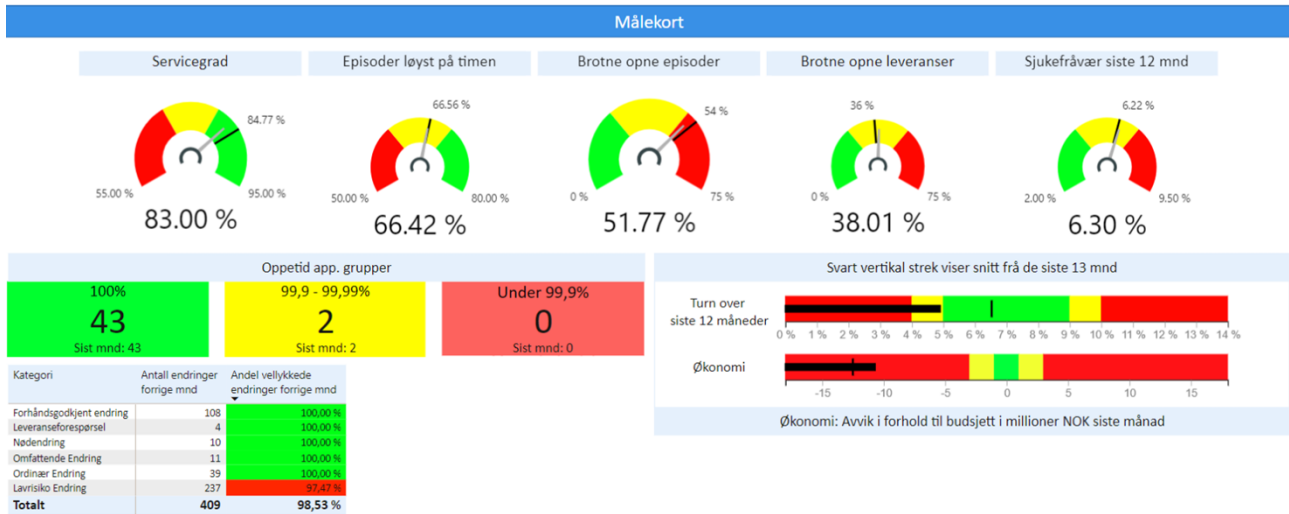 Målekort
Servicegrad
Episoder løyst på timen
Brotne opne episoder
Brotne opne leveranser
Sjukefråvær siste 12 mnd
84.77 %
55.00 %
95.00 %
83.00 %
66.56 %
50.00 %
80.00 %
66.42 %
54 %
0 %
75 %
51.77 %
36 %
0 %
75 %
38.01 %
6.22 %
2.00 %
9.50 %
6.30 %
Oppetid app. grupper
100%
43
Sist mnd: 43
99,9 - 99,99%
2
Sist mnd: 2
Under 99,9%
0
Sist mnd: 0
Kategori Antall endringer forrige mnd Andel vellykkede endringer forrige mnd
Forhåndsgodkjent endring 108 100,00 %
Leveranseforespørsel 4 100,00 %
Nødendring 10 100,00 %
Omfattende Endring 11 100,00 %
Ordinær Endring 39 100,00 %
Lavrisiko Endring 237 97,47 %
Totalt 409 98,53 %
Svart vertikal strek viser snitt frå de siste 13 mnd
Turn over
siste 12 måneder
0 % 1 % 2 % 3 % 4 % 5 % 6 % 7 % 8 % 9 % 10 % 11 % 12 % 13 % 14 %
Økonomi
-15 -10 -5 0 5 10 15
Økonomi: Avvik i forhold til budsjett i millioner NOK siste månad